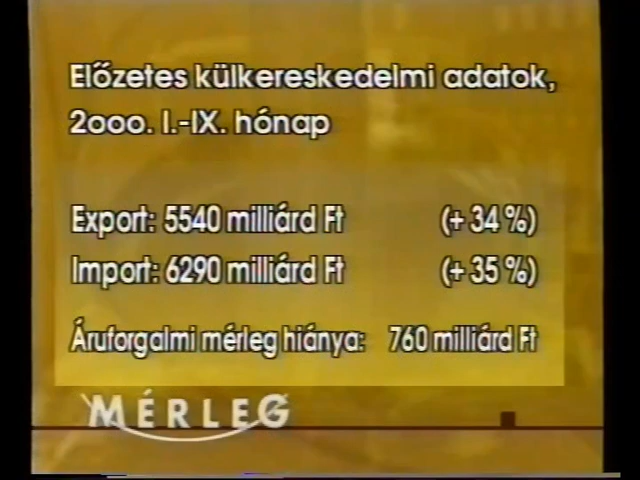 Előzetes külkereskedelmi adatok,
2ooo. I.-IX. hónap
Export: 5540 milliárd Ft (+ 34 %)
Import: 6290 milliárd Ft (+ 35 %)
Áruforgalmi mérleg hiánya: 760 milliárd Ft
MÉRLEG